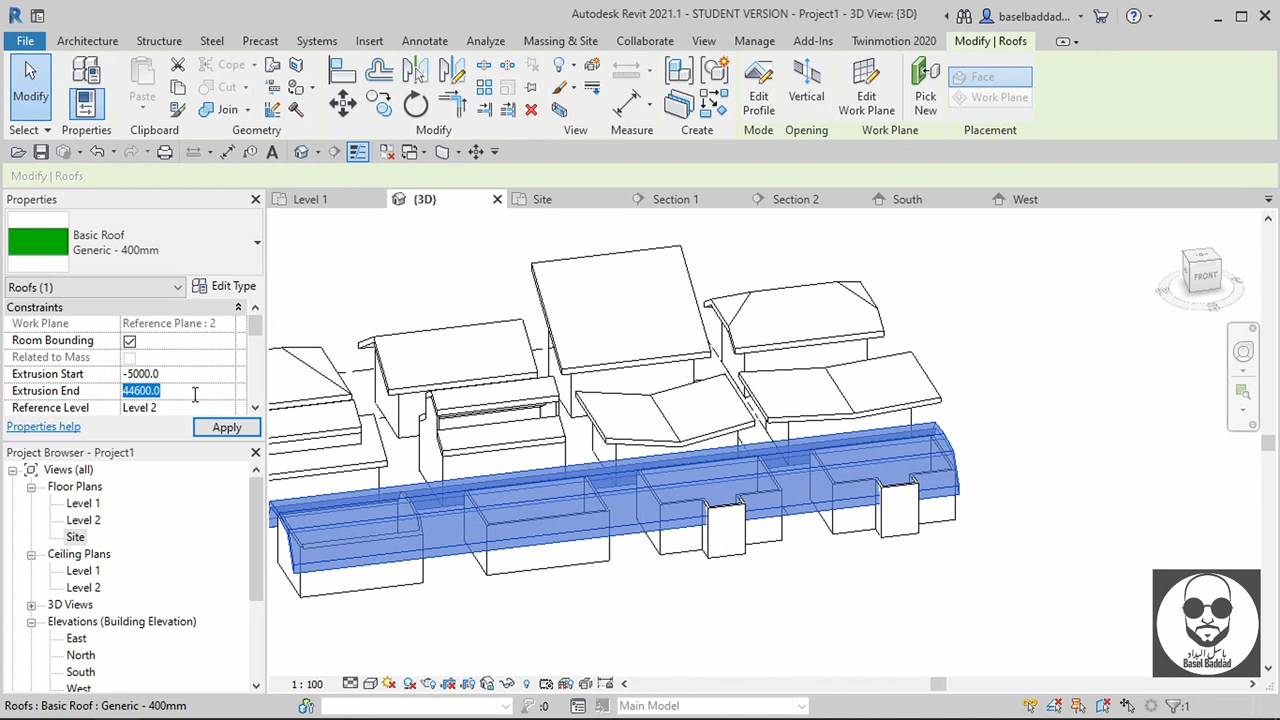 Autodesk Revit 2021.1 - STUDENT VERSION - Project1 - 3D View: {3D}
baselbaddad...
File Architecture Structure Steel Precast Systems Insert Annotate Analyze Massing & Site Collaborate View Manage Add-Ins Twinmotion 2020 Modify | Roofs
Cope
Cut
Join
Modify
Paste
Edit
Profile
Vertical
Edit
Work Plane
Pick
New
Face
Work Plane
Select Properties Clipboard Geometry Modify View Measure Create Mode Opening Work Plane Placement
Modify | Roofs
Properties
Level 1 {3D} Site Section 1 Section 2 South West
Basic Roof
Generic - 400mm
Roofs (1) Edit Type
Constraints
Work Plane Reference Plane : 2
Room Bounding
Related to Mass
Extrusion Start -5000.0
Extrusion End 44600.0
Reference Level Level 2
Properties help Apply
Project Browser - Project1
Views (all)
Floor Plans
Level 1
Level 2
Site
Ceiling Plans
Level 1
Level 2
3D Views
Elevations (Building Elevation)
East
North
South
West
FRONT
باسل البداد
Basel Baddad
1 : 100
Roofs : Basic Roof : Generic - 400mm
:0
Main Model
:1